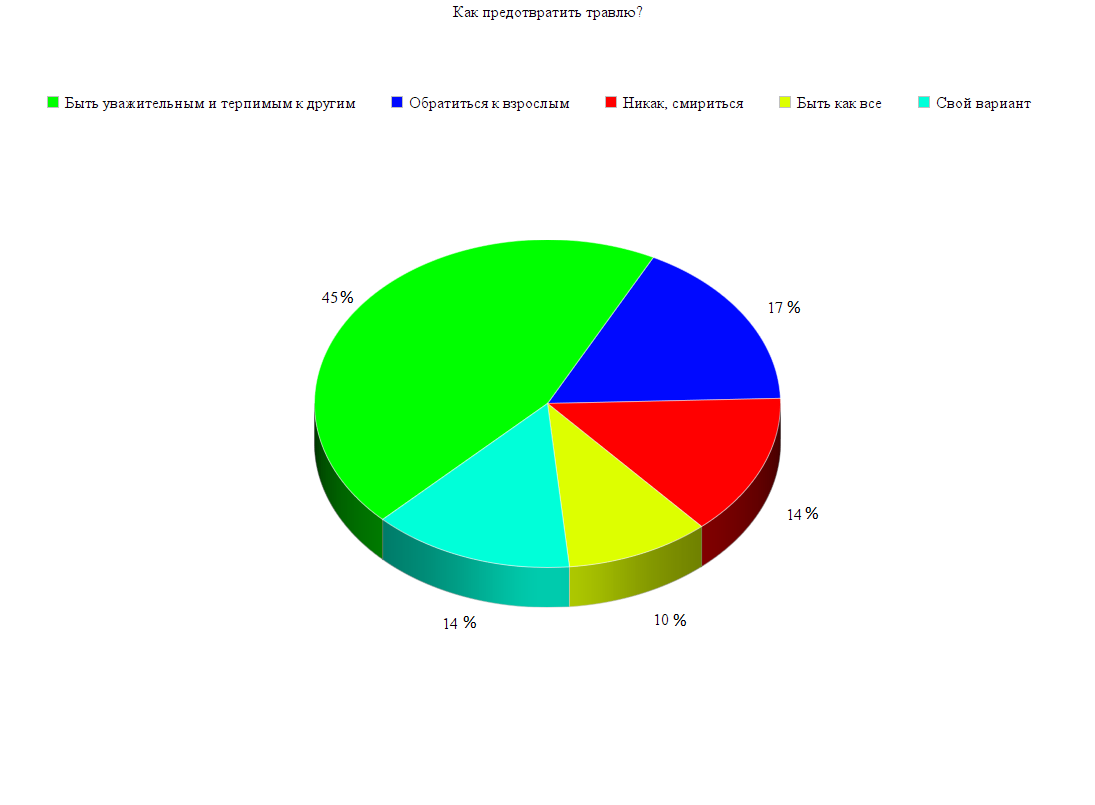 Как предотвратить травлю?
Быть уважительным и терпимым к другим Обратиться к взрослым Никак, смириться Быть как все Свой вариант
45%
17 %
14 %
10 %
14 %